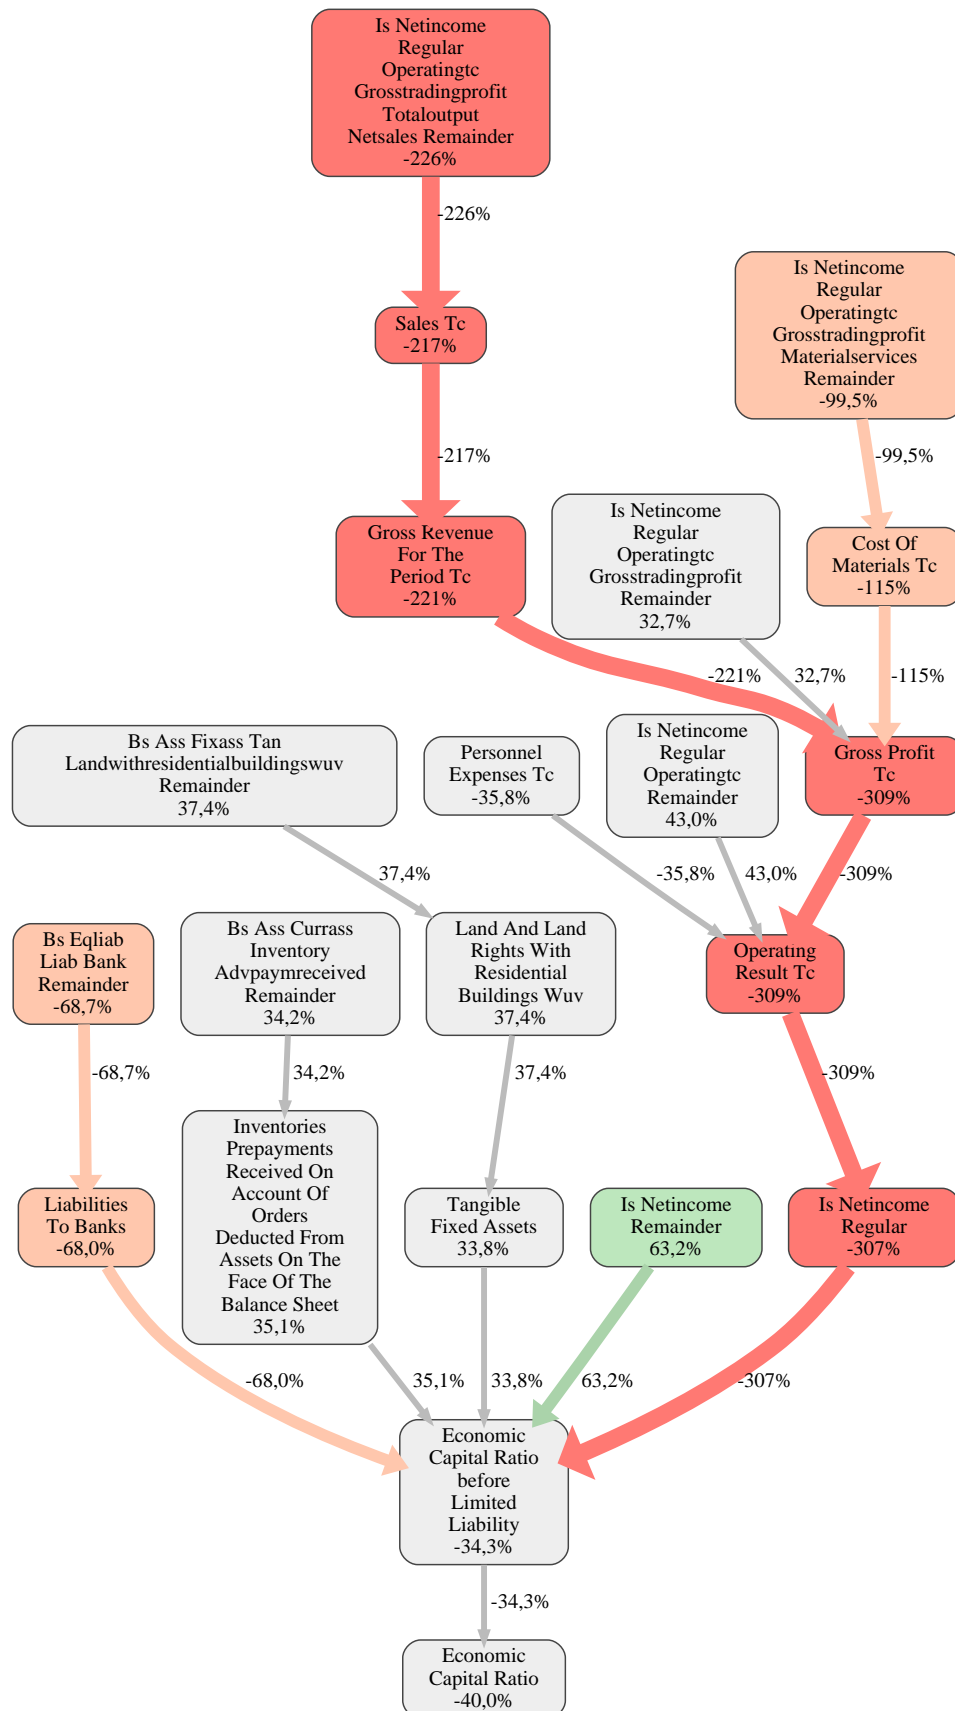 Is Netincome
Regular
Operatingtc
Grosstradingprofit
Totaloutput
Netsales Remainder
-226%
-226%
Is Netincome
Regular
Operatingtc
Grosstradingprofit
Materialservices
Remainder
-99,5%
Sales Tc
-217%
-217%
-99,5%
Gross Revenue
For The
Period Tc
-221%
Is Netincome
Regular
Operatingtc
Grosstradingprofit
Remainder
32,7%
Cost Of
Materials Tc
-115%
-221%
32,7%
-115%
Bs Ass Fixass Tan
Landwithresidentialbuildingswuv
Remainder
37,4%
Personnel
Expenses Tc
-35,8%
Is Netincome
Regular
Operatingtc
Remainder
43,0%
Gross Profit
Tc
-309%
37,4%
-35,8%
43,0%
-309%
Bs Eqliab
Liab Bank
Remainder
-68,7%
Bs Ass Currass
Inventory
Advpaymreceived
Remainder
34,2%
Land And Land
Rights With
Residential
Buildings Wuv
37,4%
Operating
Result Tc
-309%
-68,7%
34,2%
37,4%
-309%
Liabilities
To Banks
-68,0%
Inventories
Prepayments
Received On
Account Of
Orders
Deducted From
Assets On The
Face Of The
Balance Sheet
35,1%
Tangible
Fixed Assets
33,8%
Is Netincome
Remainder
63,2%
Is Netincome
Regular
-307%
-68,0%
35,1%
33,8%
63,2%
-307%
Economic
Capital Ratio
before
Limited
Liability
-34,3%
-34,3%
Economic
Capital Ratio
-40,0%